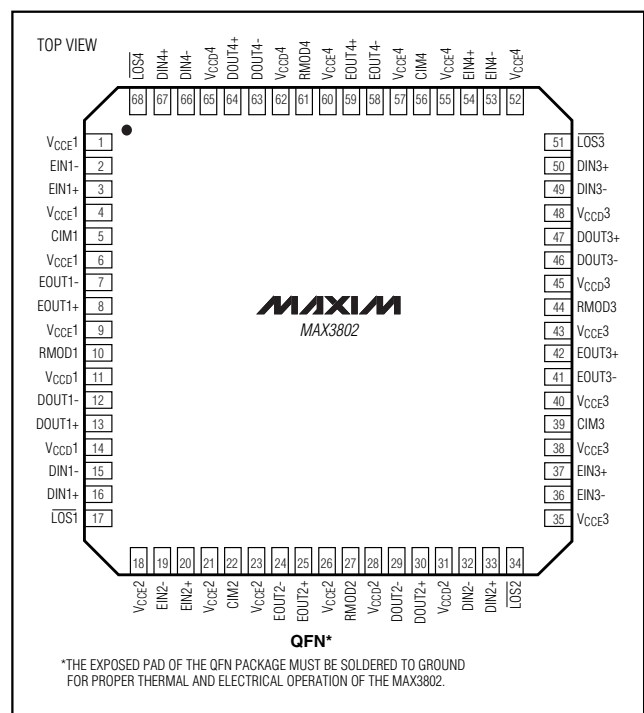 TOP VIEW
LOS4
DIN4+
DIN4-
VCCD4
DOUT4+
DOUT4-
VCCD4
RMOD4
VCCE4
EOUT4+
EOUT4-
VCCE4
CIM4
VCCE4
EIN4+
EIN4-
VCCE4
68 67 66 65 64 63 62 61 60 59 58 57 56 55 54 53 52
VCCE1 1
EIN1- 2
EIN1+ 3
VCCE1 4
CIM1 5
VCCE1 6
EOUT1- 7
EOUT1+ 8
VCCE1 9
RMOD1 10
VCCD1 11
DOUT1- 12
DOUT1+ 13
VCCD1 14
DIN1- 15
DIN1+ 16
LOS1 17
MAXIM
MAX3802
51 LOS3
50 DIN3+
49 DIN3-
48 VCCD3
47 DOUT3+
46 DOUT3-
45 VCCD3
44 RMOD3
43 VCCE3
42 EOUT3+
41 EOUT3-
40 VCCE3
39 CIM3
38 VCCE3
37 EIN3+
36 EIN3-
35 VCCE3
18 19 20 21 22 23 24 25 26 27 28 29 30 31 32 33 34
VCCE2
EIN2-
EIN2+
VCCE2
CIM2
VCCE2
EOUT2-
EOUT2+
VCCE2
RMOD2
VCCD2
DOUT2-
DOUT2+
VCCD2
DIN2-
DIN2+
LOS2
QFN*
*THE EXPOSED PAD OF THE QFN PACKAGE MUST BE SOLDERED TO GROUND
FOR PROPER THERMAL AND ELECTRICAL OPERATION OF THE MAX3802.